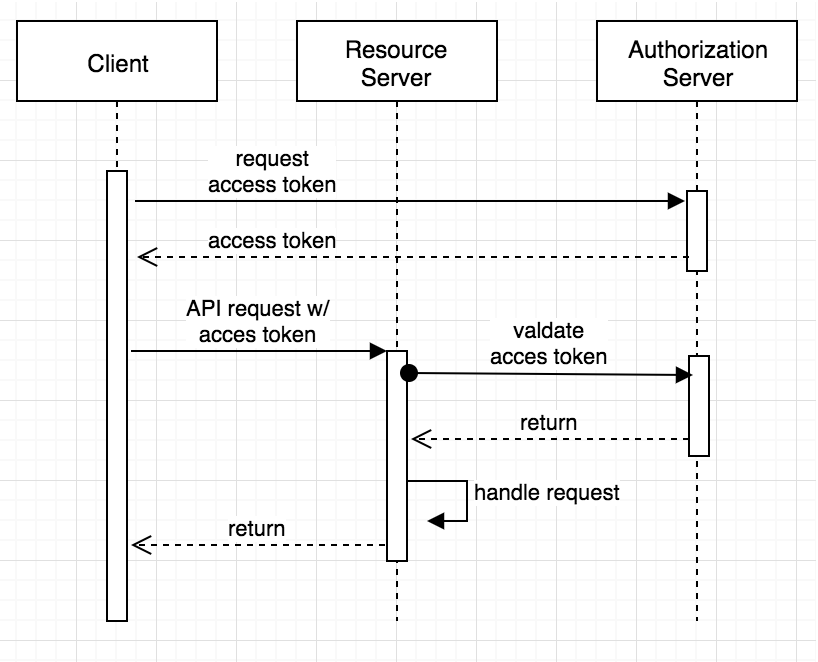 Client
Resource
Server
Authorization
Server
request
access token
access token
API request w/
acces token
valdate
acces token
return
handle request
return